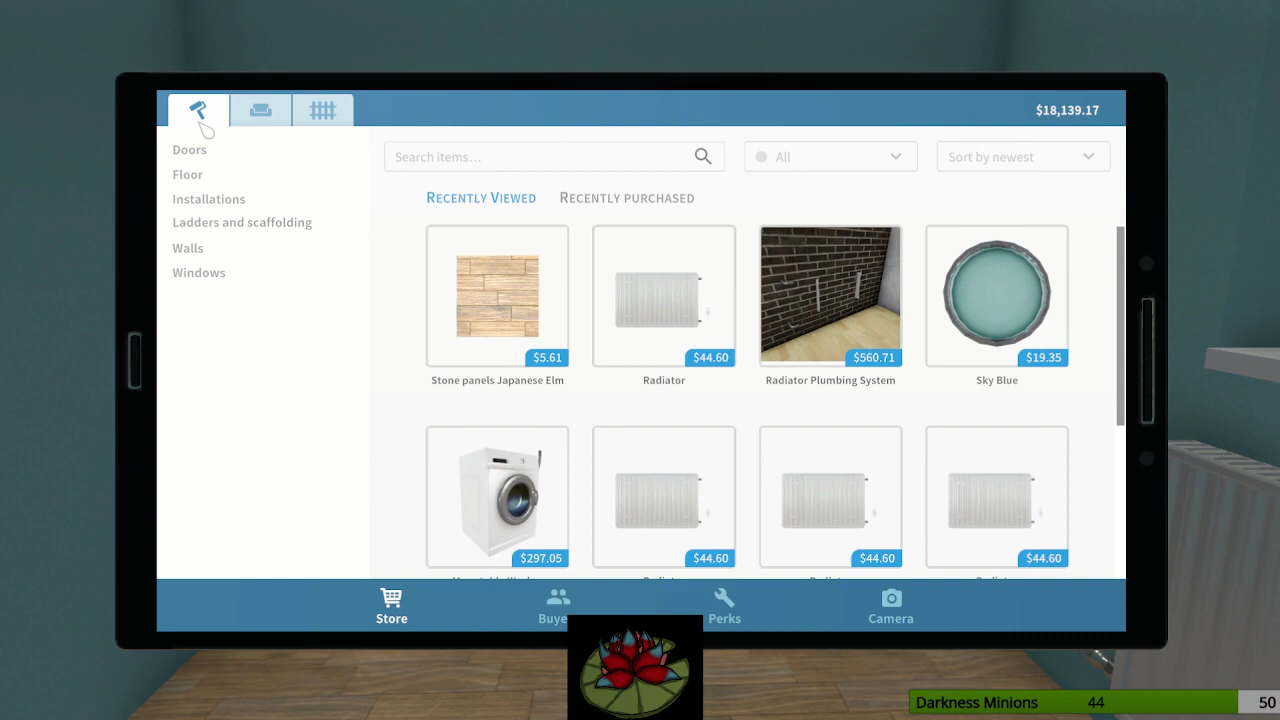 $18,139.17
Doors
Floor
Installations
Ladders and scaffolding
Walls
Windows
Search items...
All
Sort by newest
RECENTLY VIEWED
RECENTLY PURCHASED
$5.61
$44.60
$560.71
$19.35
Stone panels Japanese Elm
Radiator
Radiator Plumbing System
Sky Blue
$297.05
$44.60
$44.60
$44.60
Store
Buye
Perks
Camera
Darkness Minions 44 50